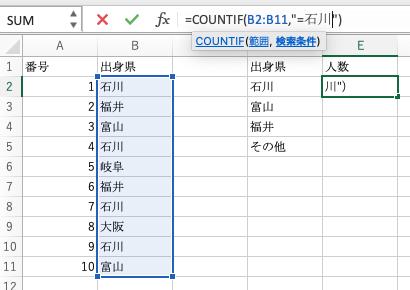 SUM =COUNTIF(B2:B11,"=石川")
COUNTIF(範囲, 検索条件)
A B C D E
1 番号 出身県 出身県 人数
2 1 石川 石川 川")
3 2 福井 富山
4 3 富山 福井
5 4 石川 その他
6 5 岐阜
7 6 福井
8 7 石川
9 8 大阪
10 9 石川
11 10 富山
12